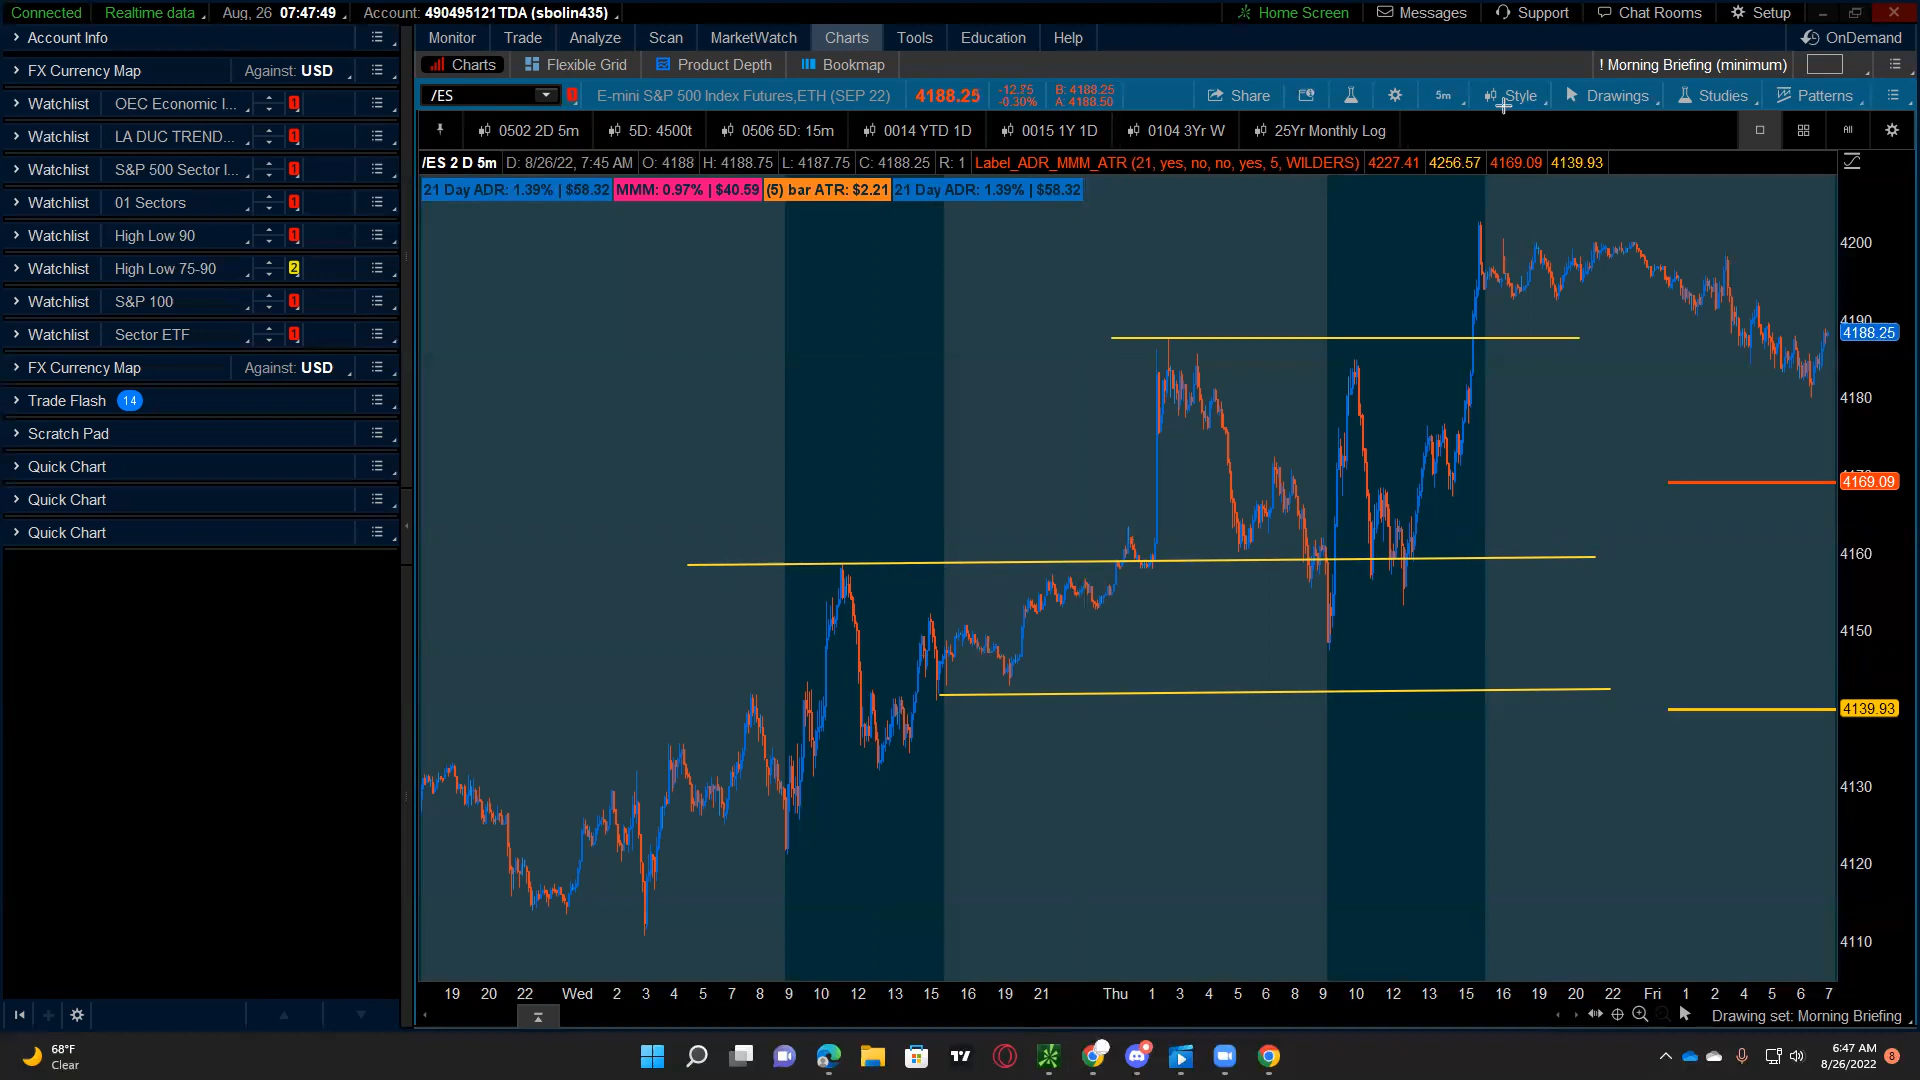 Connected Realtime data Aug, 26 07:47:49 Account: 490495121TDA (sbolin435) Home Screen Messages Support Chat Rooms Setup
Account Info
FX Currency Map Against: USD
Watchlist OEC Economic I... 1
Watchlist LA DUC TREND... 1
Watchlist S&P 500 Sector I... 1
Watchlist 01 Sectors 1
Watchlist High Low 90 1
Watchlist High Low 75-90 2
Watchlist S&P 100 1
Watchlist Sector ETF 1
FX Currency Map Against: USD
Trade Flash 14
Scratch Pad
Quick Chart
Quick Chart
Quick Chart
Monitor Trade Analyze Scan MarketWatch Charts Tools Education Help OnDemand
Charts Flexible Grid Product Depth Bookmap ! Morning Briefing (minimum)
/ES 1 E-mini S&P 500 Index Futures,ETH (SEP 22) 4188.25 -12.75 -0.30% B: 4188.25 A: 4188.50 Share 5m Style Drawings Studies Patterns
0502 2D 5m 5D: 4500t 0506 5D: 15m 0014 YTD 1D 0015 1Y 1D 0104 3Yr W 25Yr Monthly Log All
/ES 2 D 5m D: 8/26/22, 7:45 AM O: 4188 H: 4188.75 L: 4187.75 C: 4188.25 R: 1 Label_ADR_MMM_ATR (21, yes, no, no, yes, 5, WILDERS) 4227.41 4256.57 4169.09 4139.93
21 Day ADR: 1.39% | $58.32 MMM: 0.97% | $40.59 (5) bar ATR: $2.21 21 Day ADR: 1.39% | $58.32
4200
4190
4188.25
4180
4169.09
4160
4150
4139.93
4130
4120
4110
19 20 22 Wed 2 3 4 5 7 8 9 10 12 13 15 16 19 21 Thu 1 3 4 5 6 8 9 10 12 13 15 16 19 20 22 Fri 1 2 4 5 6 7
Drawing set: Morning Briefing
68°F
Clear
6:47 AM
8/26/2022
8